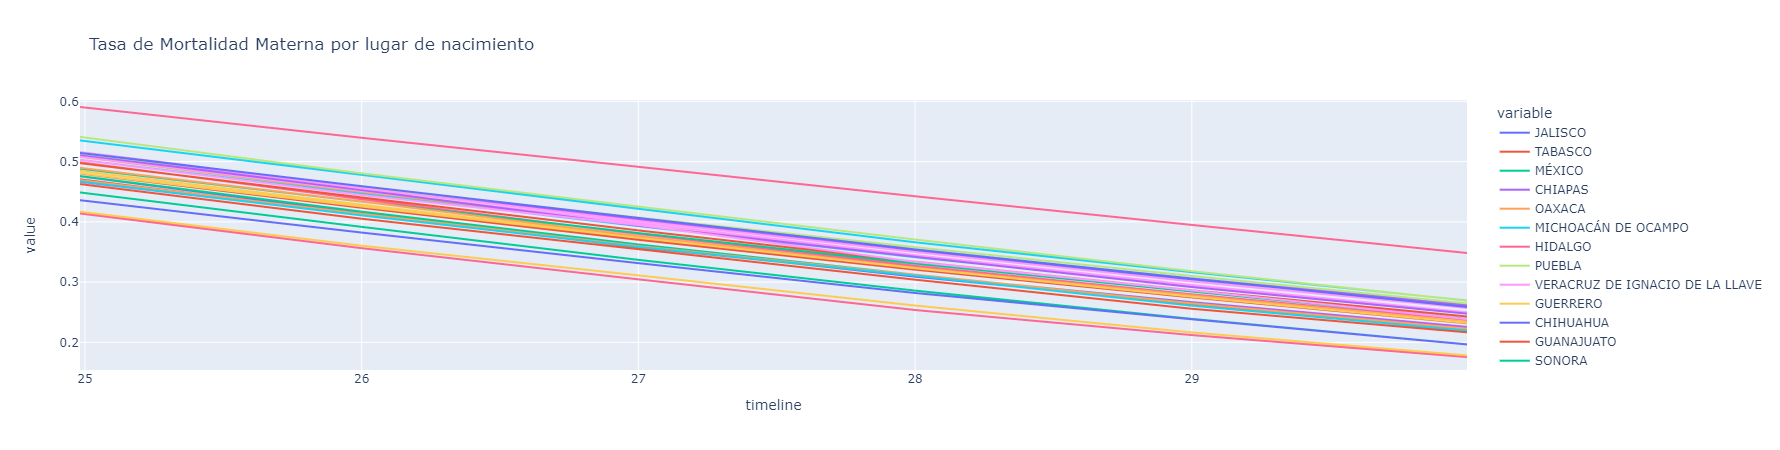 Tasa de Mortalidad Materna por lugar de nacimiento
value
0.6
0.5
0.4
0.3
0.2
25
26
27
28
29
timeline
variable
JALISCO
TABASCO
MÉXICO
CHIAPAS
OAXACA
MICHOACÁN DE OCAMPO
HIDALGO
PUEBLA
VERACRUZ DE IGNACIO DE LA LLAVE
GUERRERO
CHIHUAHUA
GUANAJUATO
SONORA